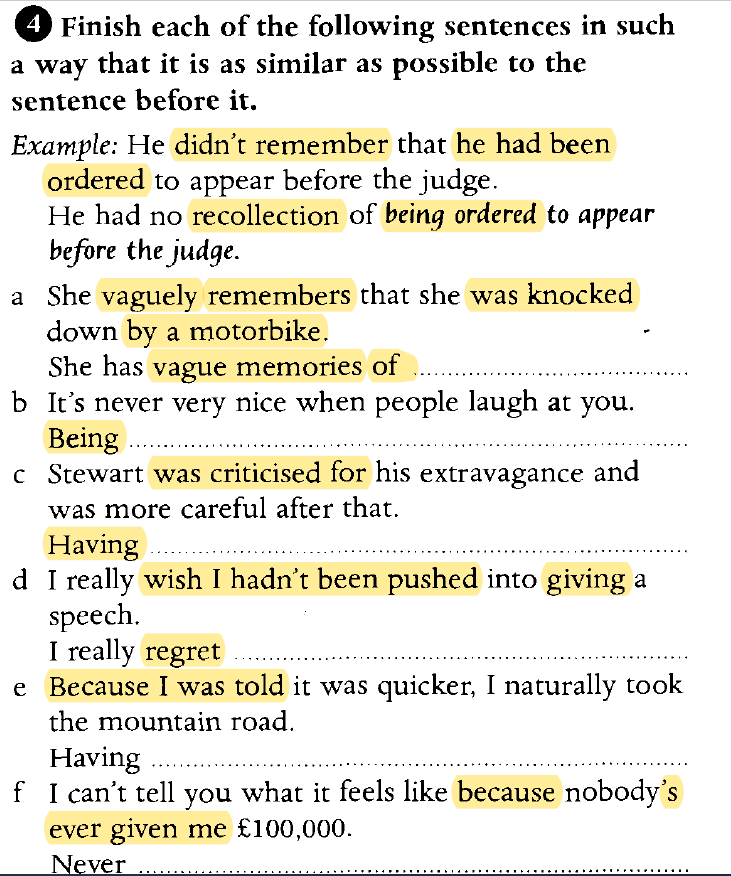 4 Finish each of the following sentences in such
a way that it is as similar as possible to the
sentence before it.
Example: He didn't remember that he had been
ordered to appear before the judge.
He had no recollection of being ordered to appear
before the judge.
a She vaguely remembers that she was knocked
down by a motorbike.
She has vague memories of ....................................
b It's never very nice when people laugh at you.
Being ....................................
c Stewart was criticised for his extravagance and
was more careful after that.
Having ....................................
d I really wish I hadn't been pushed into giving a
speech.
I really regret ....................................
e Because I was told it was quicker, I naturally took
the mountain road.
Having ....................................
f I can't tell you what it feels like because nobody's
ever given me £100,000.
Never ....................................